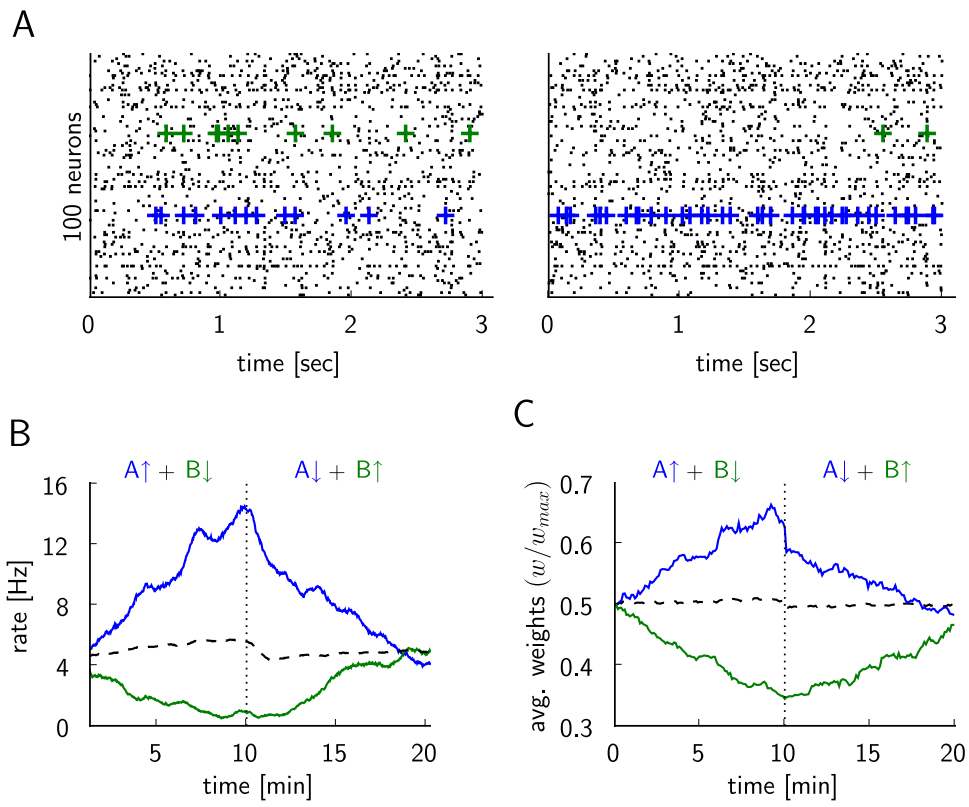 A
100 neurons
0 1 2 3
time [sec]
0 1 2 3
time [sec]
B
A↑ + B↓ A↓ + B↑
rate [Hz]
16
12
8
4
0
5 10 15 20
time [min]
C
A↑ + B↓ A↓ + B↑
avg. weights (w/w_max)
0.7
0.6
0.5
0.4
0.3
0 5 10 15 20
time [min]